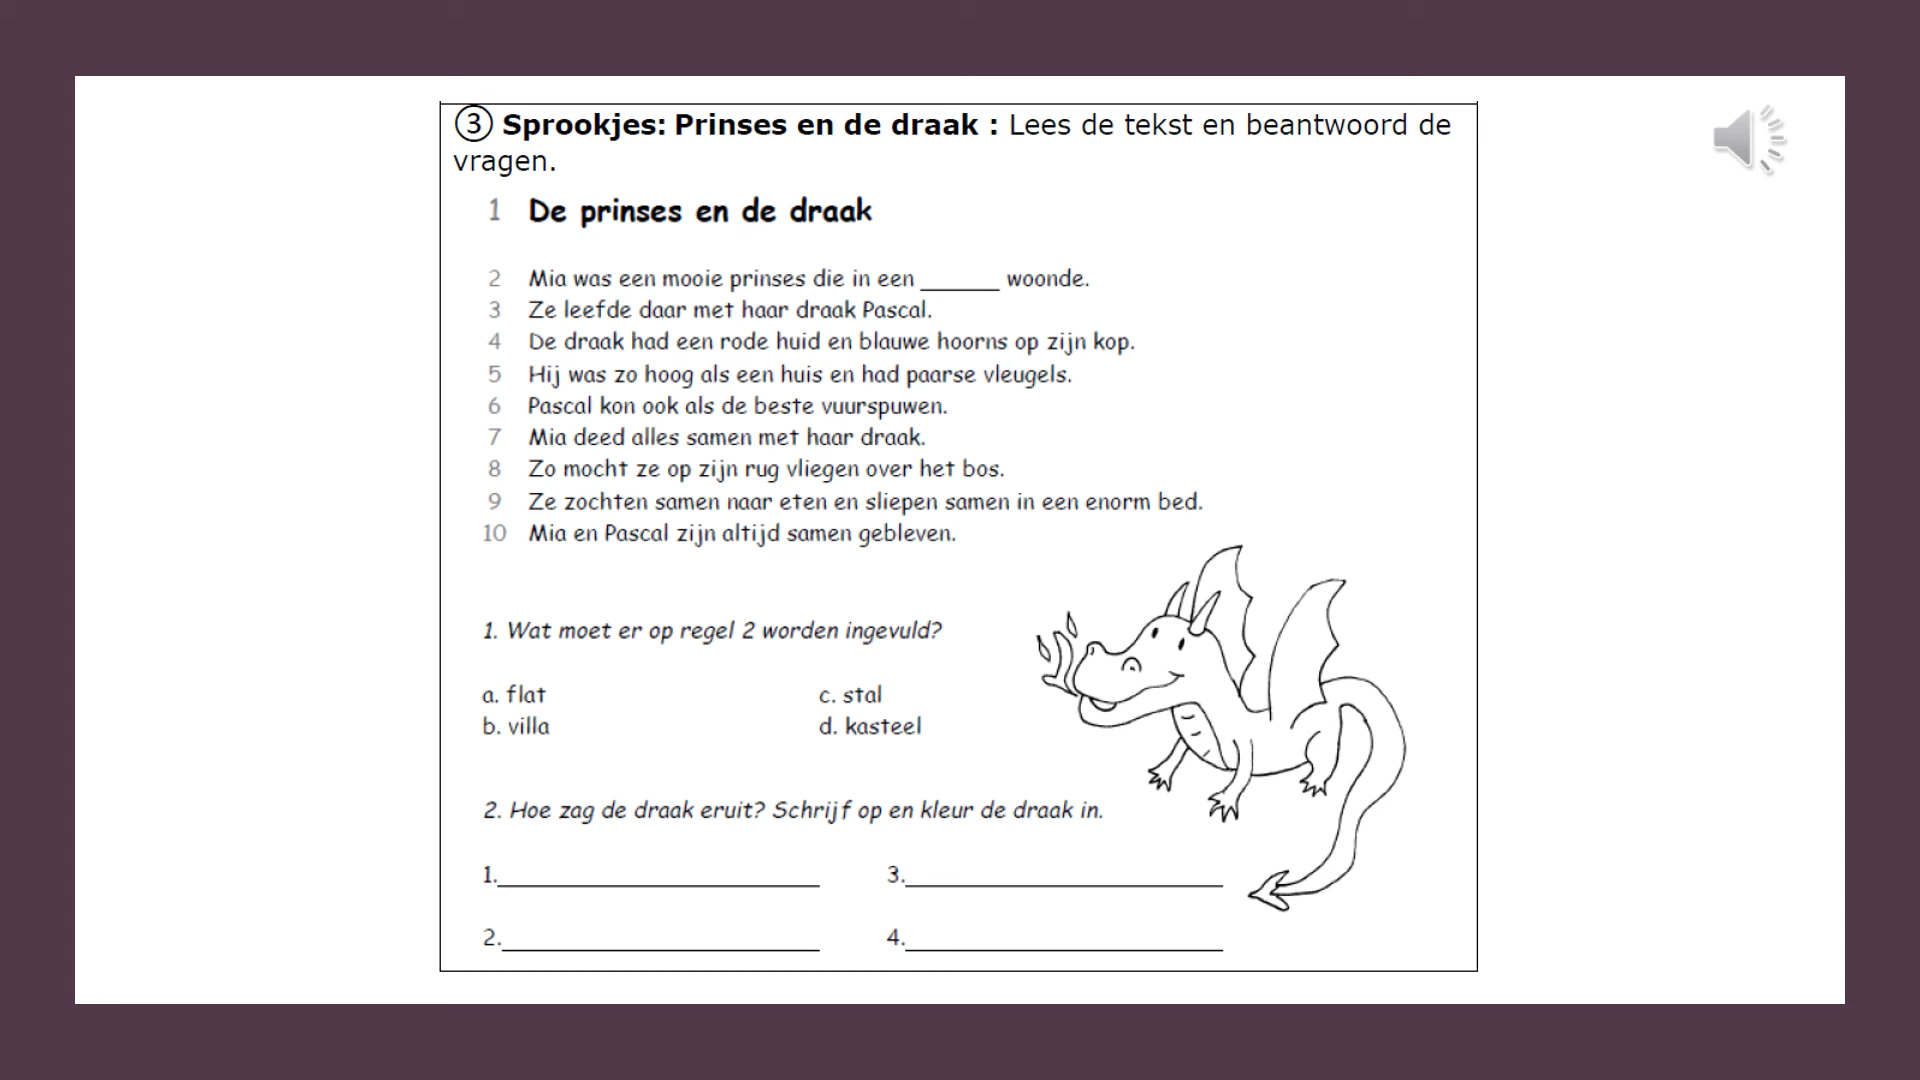 ③ Sprookjes: Prinses en de draak : Lees de tekst en beantwoord de
vragen.
1 De prinses en de draak
2 Mia was een mooie prinses die in een ______ woonde.
3 Ze leefde daar met haar draak Pascal.
4 De draak had een rode huid en blauwe hoorns op zijn kop.
5 Hij was zo hoog als een huis en had paarse vleugels.
6 Pascal kon ook als de beste vuurspuwen.
7 Mia deed alles samen met haar draak.
8 Zo mocht ze op zijn rug vliegen over het bos.
9 Ze zochten samen naar eten en sliepen samen in een enorm bed.
10 Mia en Pascal zijn altijd samen gebleven.
1. Wat moet er op regel 2 worden ingevuld?
a. flat c. stal
b. villa d. kasteel
2. Hoe zag de draak eruit? Schrijf op en kleur de draak in.
1.__________________________ 3.__________________________
2.__________________________ 4.__________________________